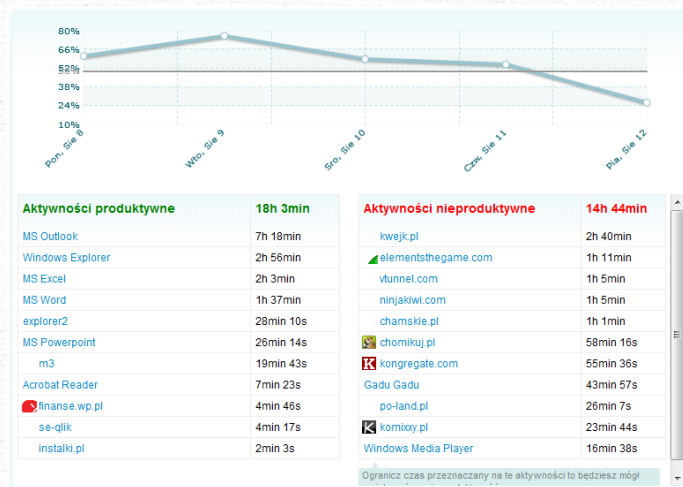 80%
66%
52%
50%
38%
24%
10%
Pon, Sie 8
Wto, Sie 9
Sro, Sie 10
Czw, Sie 11
Pia, Sie 12
Aktywności produktywne 18h 3min
MS Outlook 7h 18min
Windows Explorer 2h 56min
MS Excel 2h 3min
MS Word 1h 37min
explorer2 28min 10s
MS Powerpoint 26min 14s
m3 19min 43s
Acrobat Reader 7min 23s
finanse.wp.pl 4min 46s
se-qlik 4min 17s
instalki.pl 2min 3s
Aktywności nieproduktywne 14h 44min
kwejk.pl 2h 40min
elementsthegame.com 1h 11min
vtunnel.com 1h 5min
ninjakiwi.com 1h 5min
chamskie.pl 1h 1min
chomikuj.pl 58min 16s
kongregate.com 55min 36s
Gadu Gadu 43min 57s
po-land.pl 26min 7s
komixxy.pl 23min 44s
Windows Media Player 16min 38s
Ogranicz czas przeznaczany na te aktywności to będziesz mógł